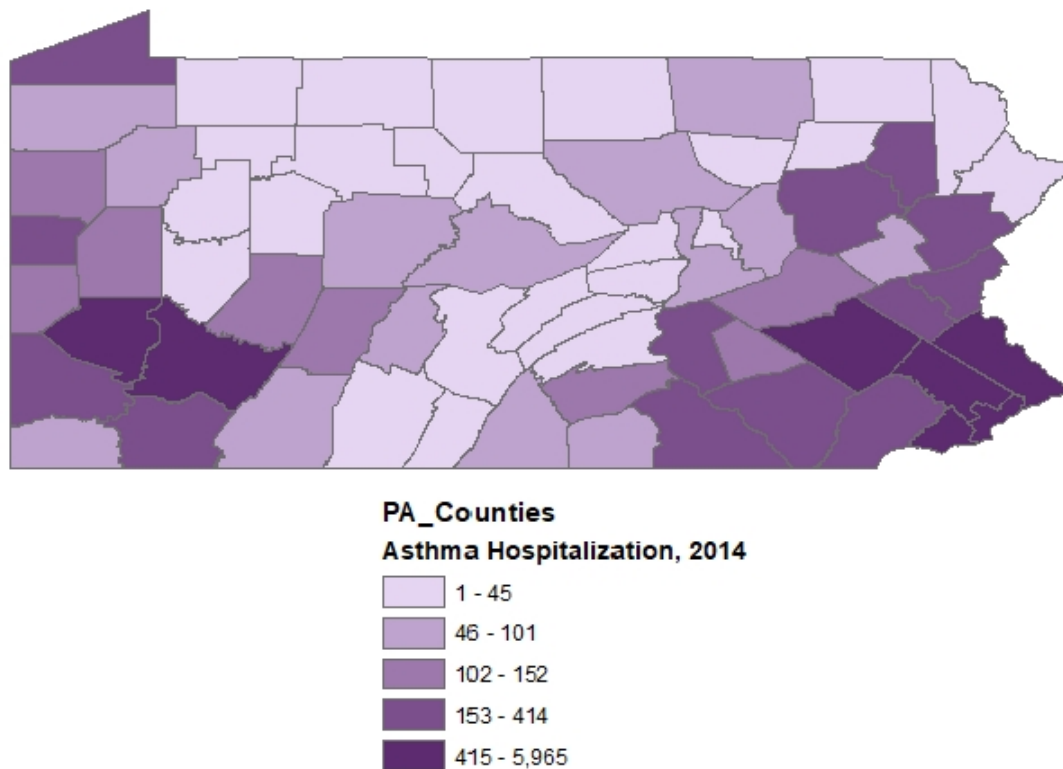 PA_Counties
Asthma Hospitalization, 2014
1 - 45
46 - 101
102 - 152
153 - 414
415 - 5,965